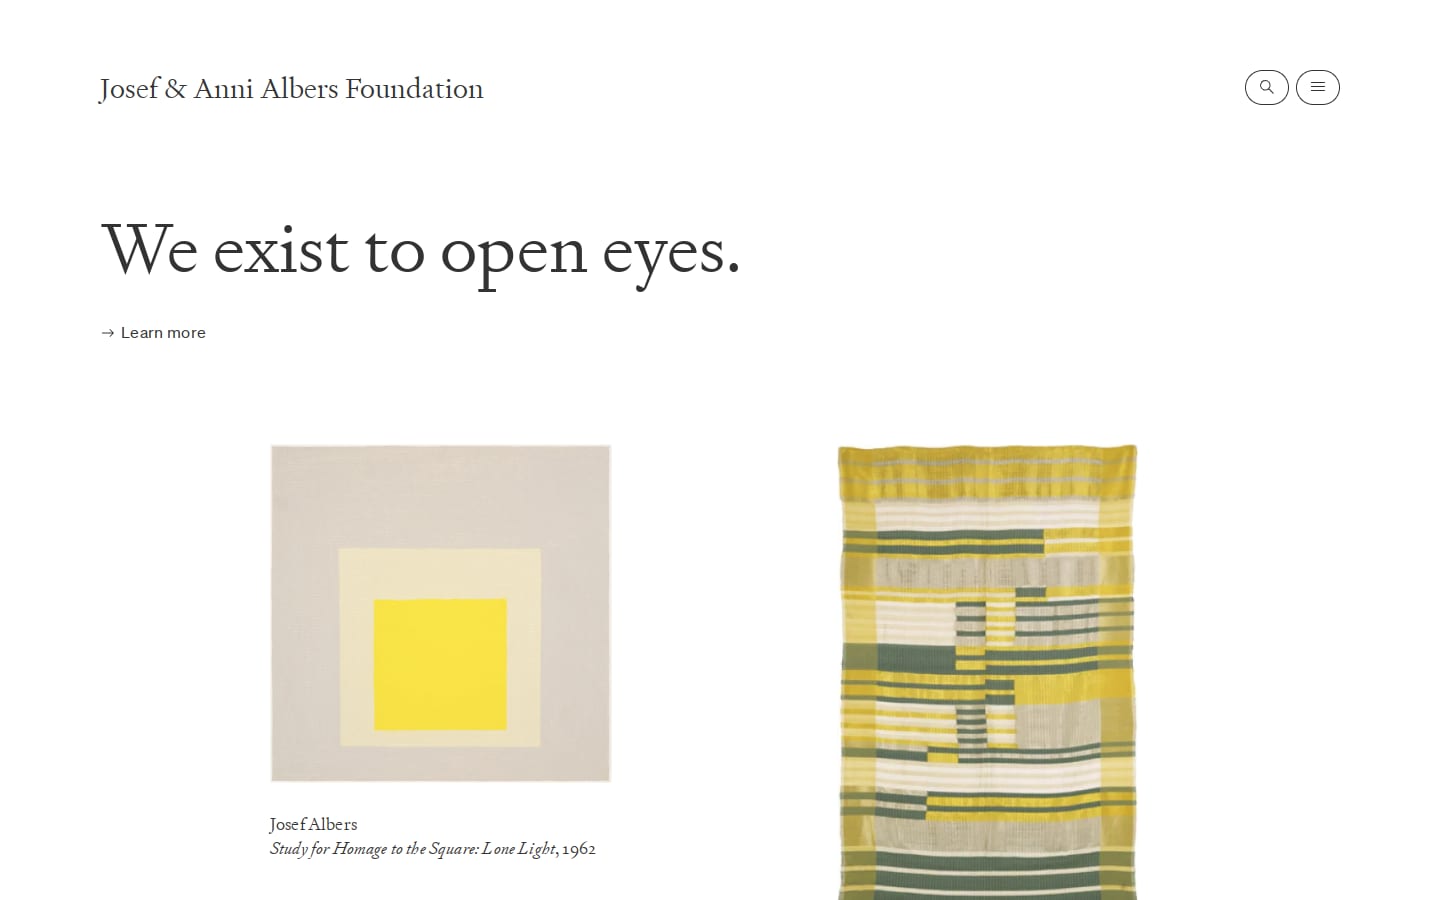 Josef & Anni Albers Foundation
We exist to open eyes.
→ Learn more
Josef Albers
Study for Homage to the Square: Lone Light, 1962